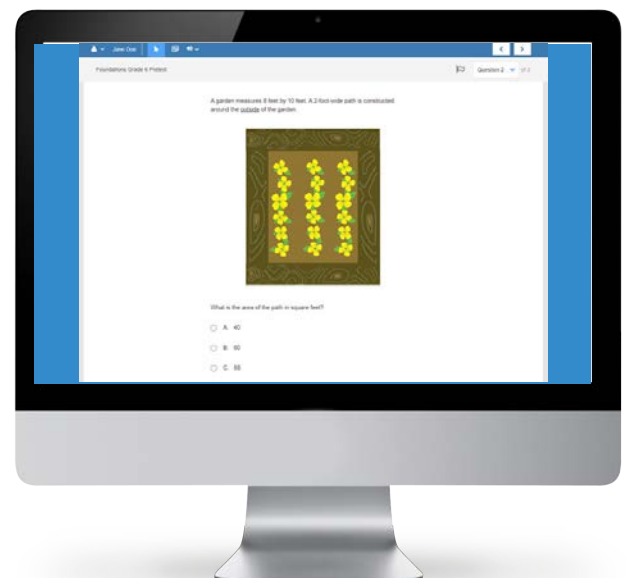 Jane Doe
Foundations Grade 6 Pretest
Question 2
A garden measures 8 feet by 10 feet. A 2-foot-wide path is constructed
around the outside of the garden.
What is the area of the path in square feet?
A. 40
B. 80
C. 88